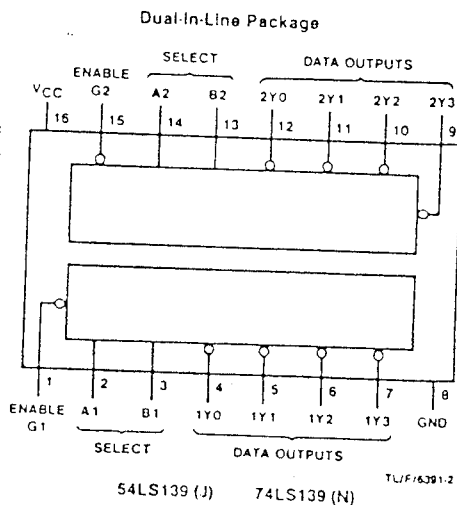 Dual-In-Line Package
SELECT
DATA OUTPUTS
ENABLE
VCC G2 A2 B2 2Y0 2Y1 2Y2 2Y3
16 15 14 13 12 11 10 9
1 2 3 4 5 6 7 8
ENABLE A1 B1 1Y0 1Y1 1Y2 1Y3 GND
G1
SELECT
DATA OUTPUTS
TL/F/6391-2
54LS139 (J) 74LS139 (N)